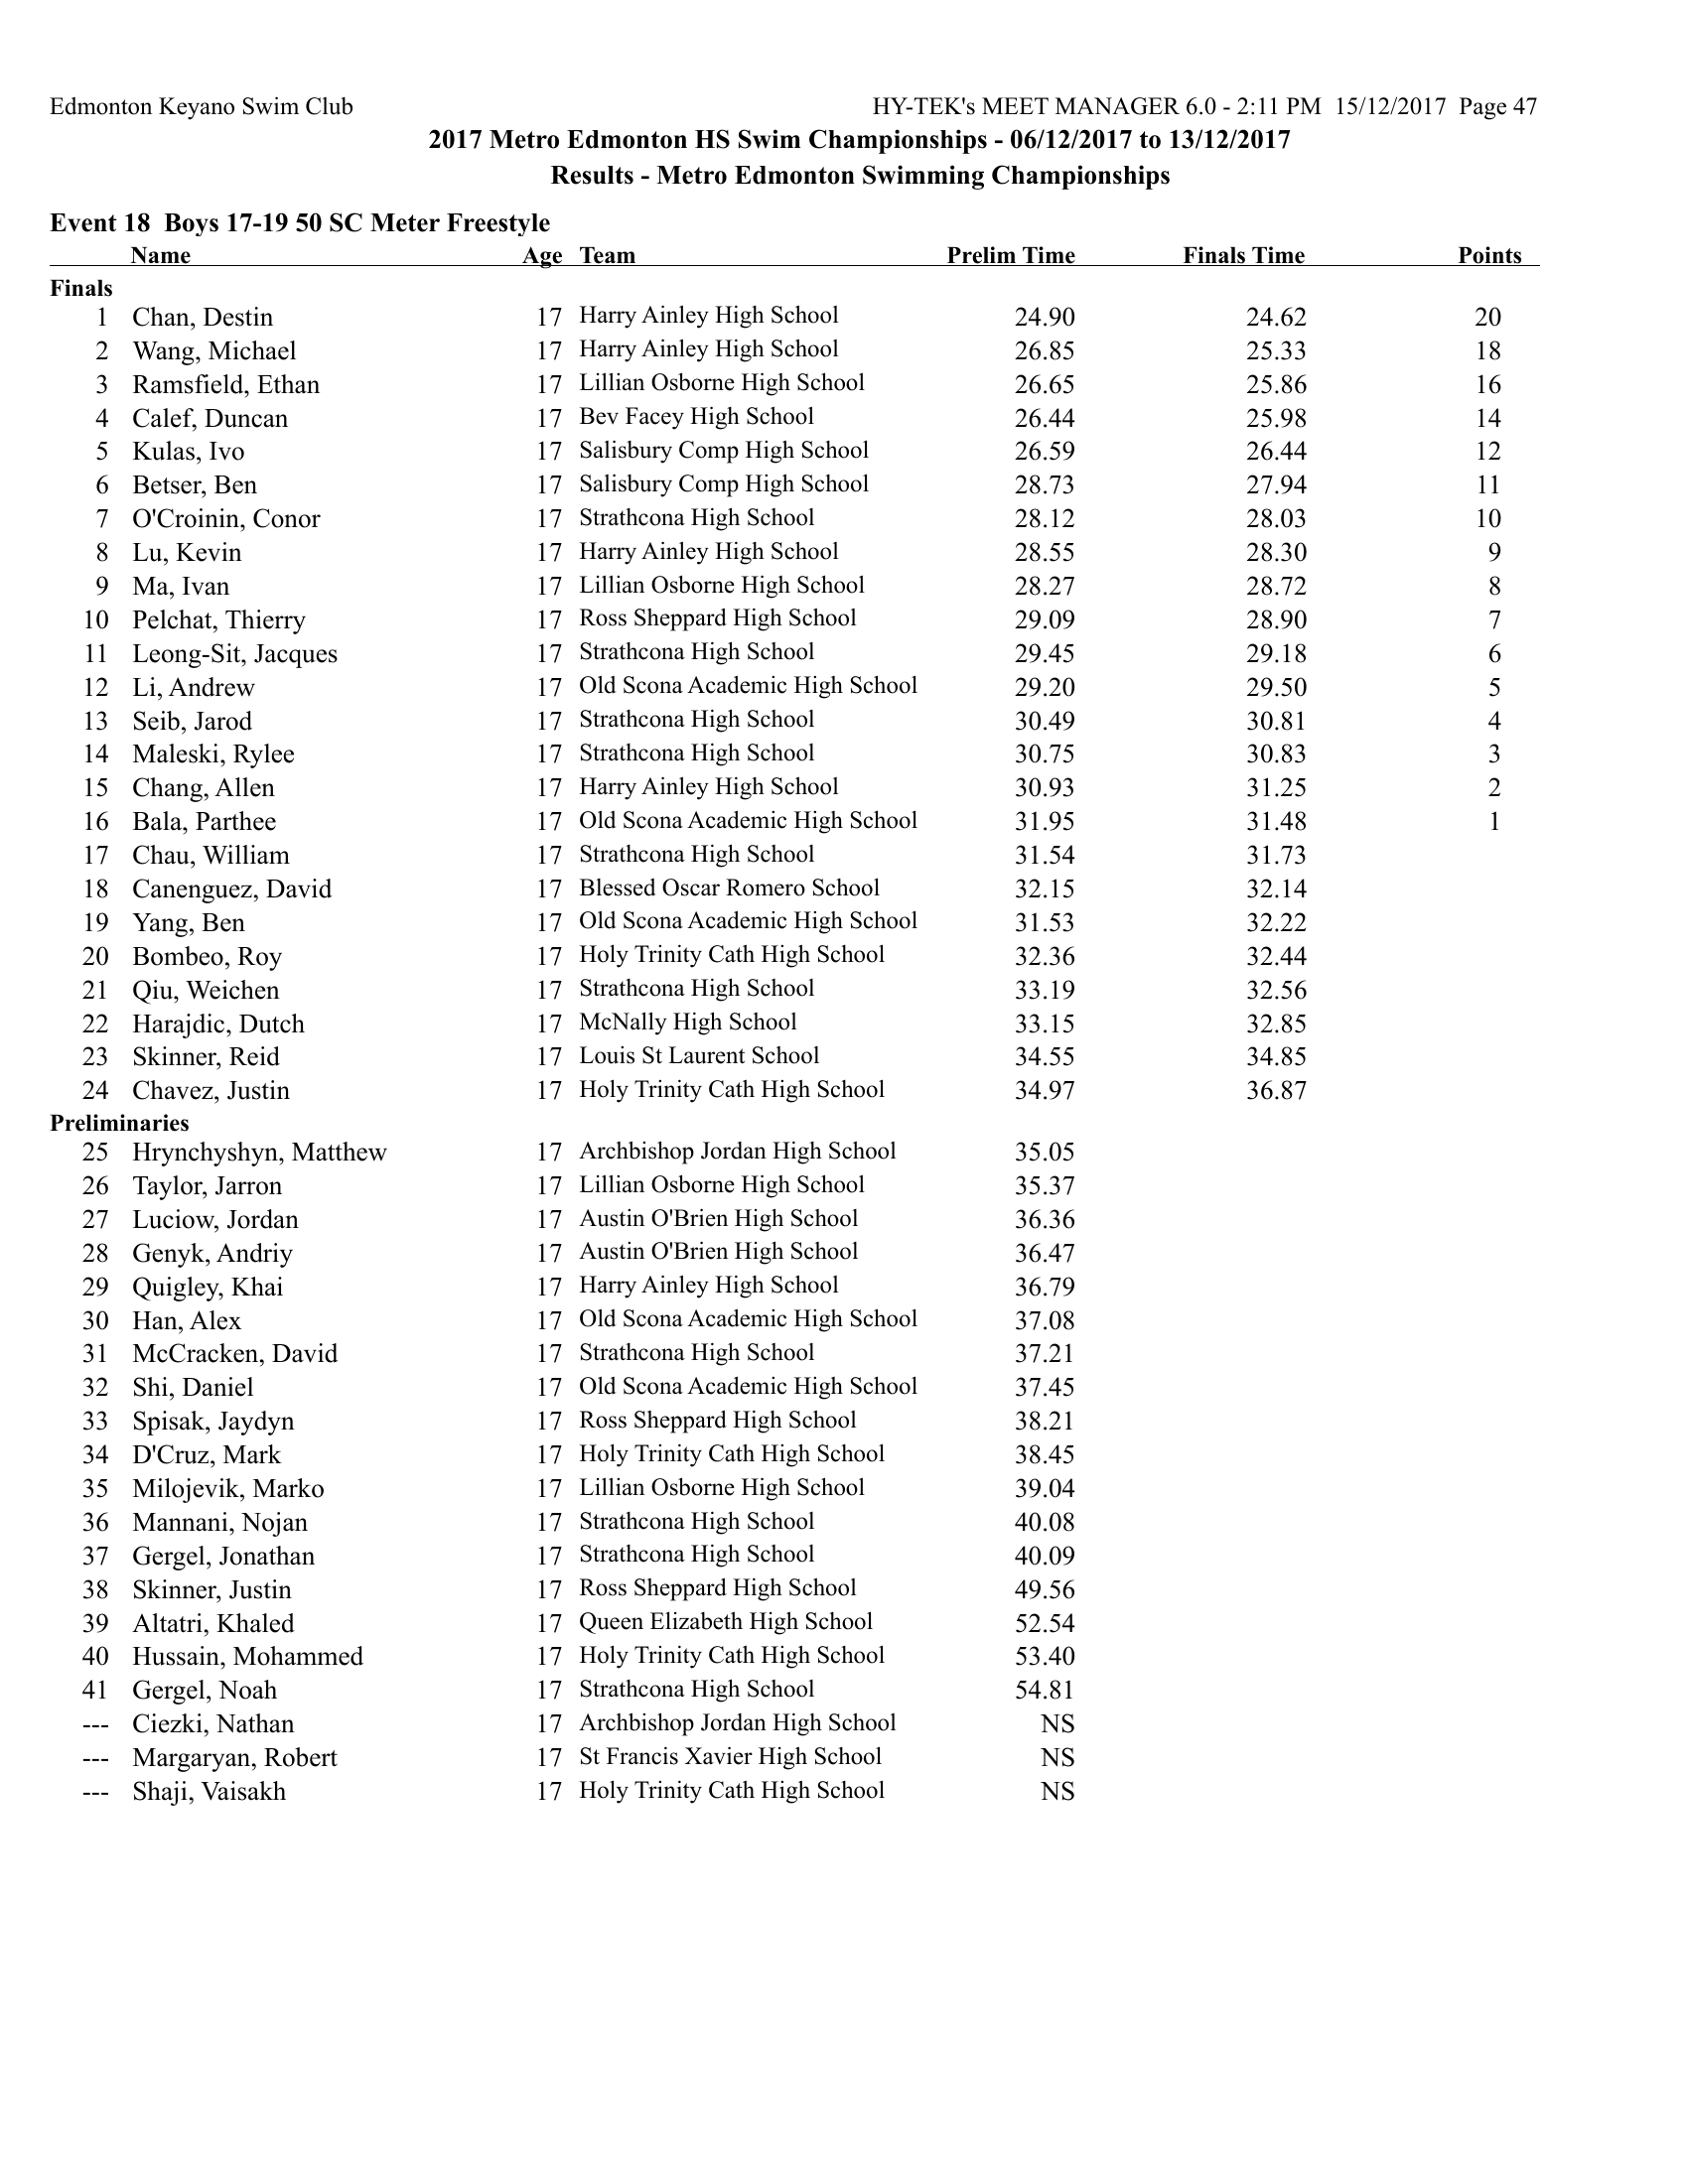 Edmonton Keyano Swim Club HY-TEK's MEET MANAGER 6.0 - 2:11 PM 15/12/2017 Page 47
2017 Metro Edmonton HS Swim Championships - 06/12/2017 to 13/12/2017
Results - Metro Edmonton Swimming Championships
Event 18 Boys 17-19 50 SC Meter Freestyle
Name Age Team Prelim Time Finals Time Points
Finals
1 Chan, Destin 17 Harry Ainley High School 24.90 24.62 20
2 Wang, Michael 17 Harry Ainley High School 26.85 25.33 18
3 Ramsfield, Ethan 17 Lillian Osborne High School 26.65 25.86 16
4 Calef, Duncan 17 Bev Facey High School 26.44 25.98 14
5 Kulas, Ivo 17 Salisbury Comp High School 26.59 26.44 12
6 Betser, Ben 17 Salisbury Comp High School 28.73 27.94 11
7 O'Croinin, Conor 17 Strathcona High School 28.12 28.03 10
8 Lu, Kevin 17 Harry Ainley High School 28.55 28.30 9
9 Ma, Ivan 17 Lillian Osborne High School 28.27 28.72 8
10 Pelchat, Thierry 17 Ross Sheppard High School 29.09 28.90 7
11 Leong-Sit, Jacques 17 Strathcona High School 29.45 29.18 6
12 Li, Andrew 17 Old Scona Academic High School 29.20 29.50 5
13 Seib, Jarod 17 Strathcona High School 30.49 30.81 4
14 Maleski, Rylee 17 Strathcona High School 30.75 30.83 3
15 Chang, Allen 17 Harry Ainley High School 30.93 31.25 2
16 Bala, Parthee 17 Old Scona Academic High School 31.95 31.48 1
17 Chau, William 17 Strathcona High School 31.54 31.73
18 Canenguez, David 17 Blessed Oscar Romero School 32.15 32.14
19 Yang, Ben 17 Old Scona Academic High School 31.53 32.22
20 Bombeo, Roy 17 Holy Trinity Cath High School 32.36 32.44
21 Qiu, Weichen 17 Strathcona High School 33.19 32.56
22 Harajdic, Dutch 17 McNally High School 33.15 32.85
23 Skinner, Reid 17 Louis St Laurent School 34.55 34.85
24 Chavez, Justin 17 Holy Trinity Cath High School 34.97 36.87
Preliminaries
25 Hrynchyshyn, Matthew 17 Archbishop Jordan High School 35.05
26 Taylor, Jarron 17 Lillian Osborne High School 35.37
27 Luciow, Jordan 17 Austin O'Brien High School 36.36
28 Genyk, Andriy 17 Austin O'Brien High School 36.47
29 Quigley, Khai 17 Harry Ainley High School 36.79
30 Han, Alex 17 Old Scona Academic High School 37.08
31 McCracken, David 17 Strathcona High School 37.21
32 Shi, Daniel 17 Old Scona Academic High School 37.45
33 Spisak, Jaydyn 17 Ross Sheppard High School 38.21
34 D'Cruz, Mark 17 Holy Trinity Cath High School 38.45
35 Milojevik, Marko 17 Lillian Osborne High School 39.04
36 Mannani, Nojan 17 Strathcona High School 40.08
37 Gergel, Jonathan 17 Strathcona High School 40.09
38 Skinner, Justin 17 Ross Sheppard High School 49.56
39 Altatri, Khaled 17 Queen Elizabeth High School 52.54
40 Hussain, Mohammed 17 Holy Trinity Cath High School 53.40
41 Gergel, Noah 17 Strathcona High School 54.81
--- Ciezki, Nathan 17 Archbishop Jordan High School NS
--- Margaryan, Robert 17 St Francis Xavier High School NS
--- Shaji, Vaisakh 17 Holy Trinity Cath High School NS